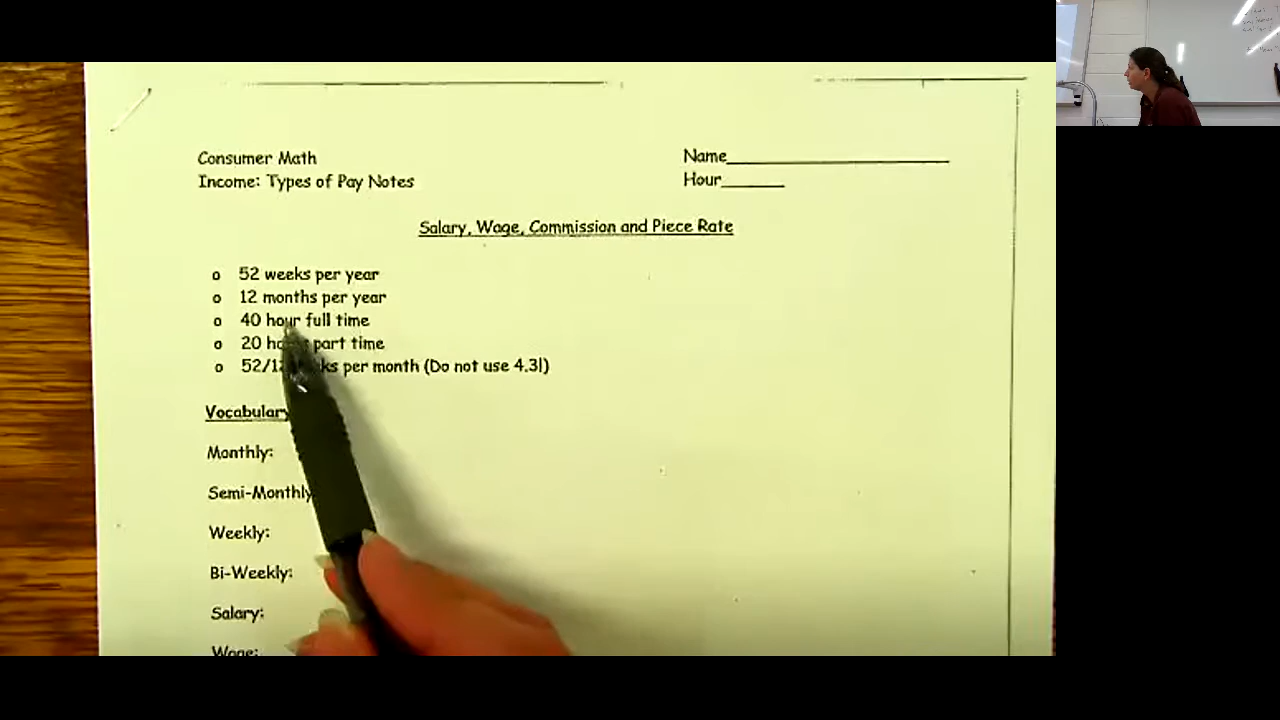 Consumer Math
Income: Types of Pay Notes
Name
Hour
Salary, Wage, Commission and Piece Rate
o 52 weeks per year
o 12 months per year
o 40 hour full time
o 20 part time
o per month (Do not use 4.3!)
Vocabulary
Monthly:
Semi-Monthly
Weekly:
Bi-Weekly:
Salary:
Wage: